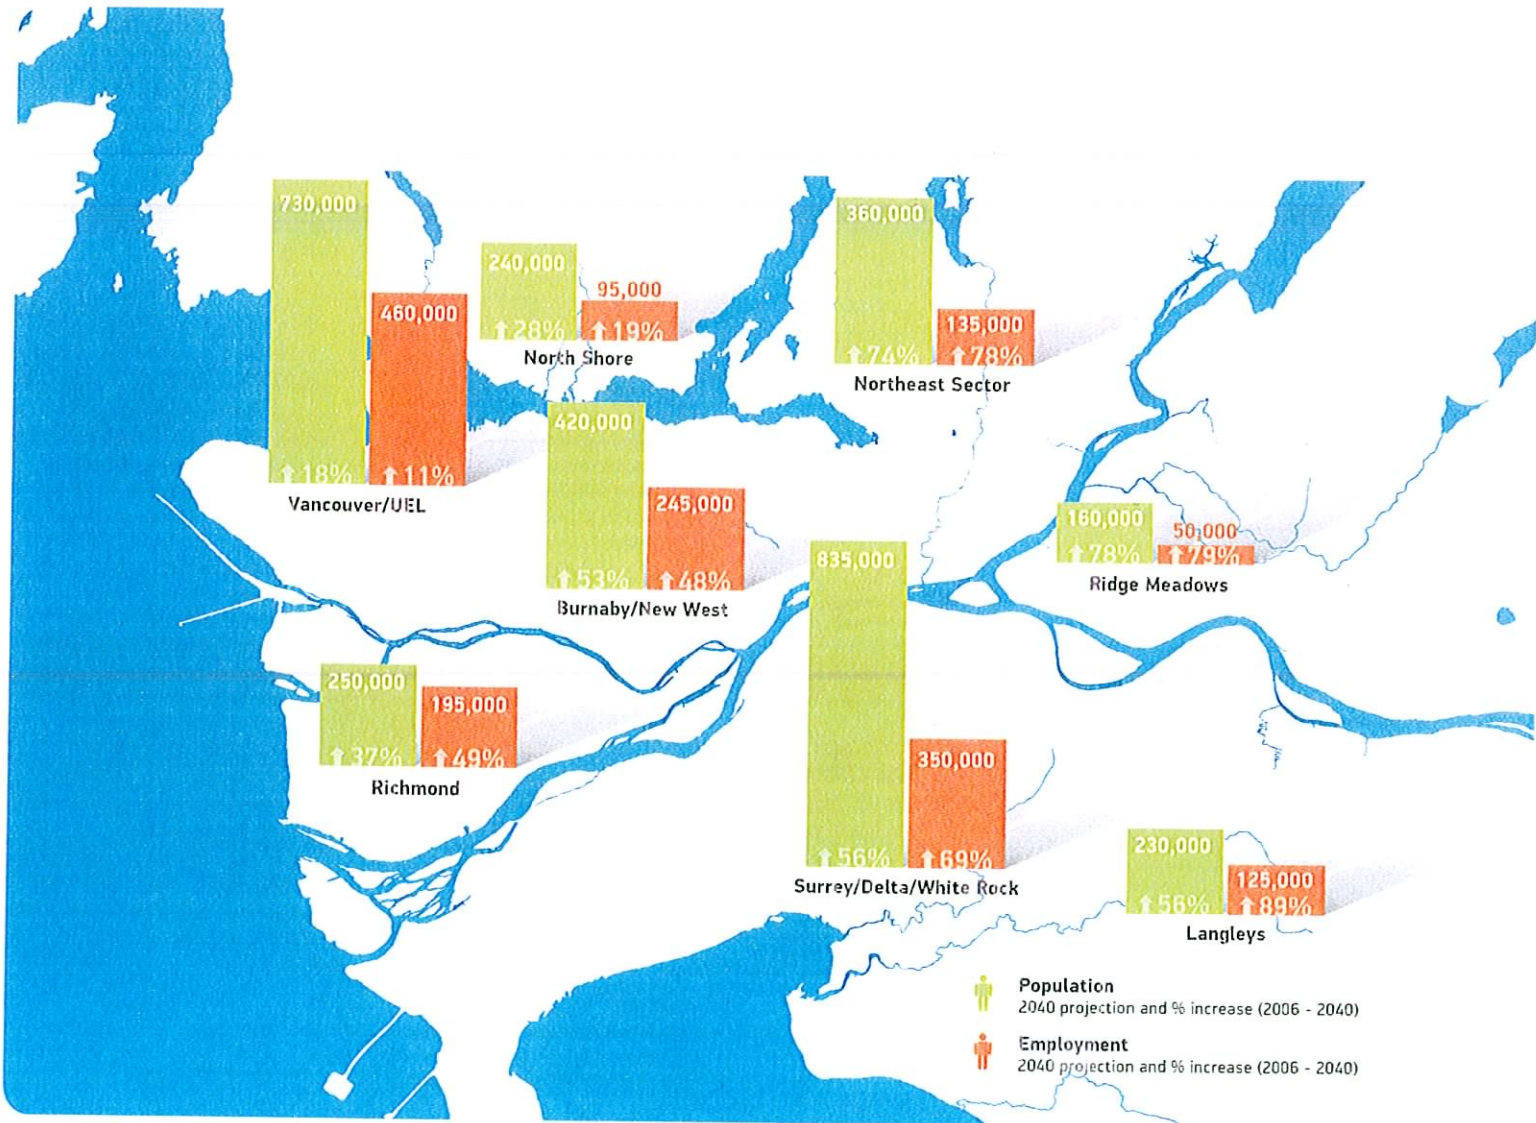 730,000
460,000
18%
11%
Vancouver/UEL
240,000
95,000
28%
19%
North Shore
360,000
135,000
74%
78%
Northeast Sector
420,000
245,000
53%
48%
Burnaby/New West
160,000
50,000
78%
79%
Ridge Meadows
250,000
195,000
37%
49%
Richmond
835,000
350,000
56%
69%
Surrey/Delta/White Rock
230,000
125,000
56%
89%
Langleys
Population
2040 projection and % increase (2006 - 2040)
Employment
2040 projection and % increase (2006 - 2040)